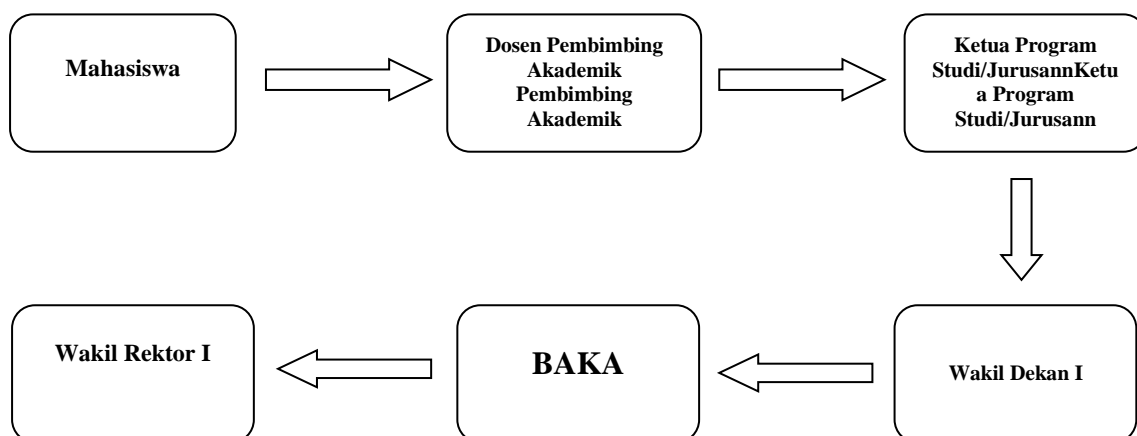 Mahasiswa
Dosen Pembimbing
Akademik
Pembimbing
Akademik
Ketua Program
Studi/JurusannKetu
a Program
Studi/Jurusann
Wakil Rektor I
BAKA
Wakil Dekan I